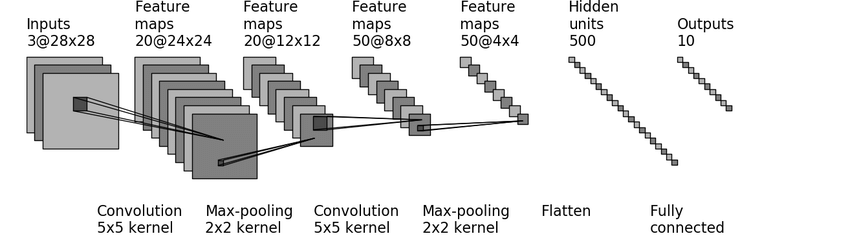 Inputs
3@28x28
Feature
maps
20@24x24
Feature
maps
20@12x12
Feature
maps
50@8x8
Feature
maps
50@4x4
Hidden
units
500
Outputs
10
Convolution
5x5 kernel
Max-pooling
2x2 kernel
Convolution
5x5 kernel
Max-pooling
2x2 kernel
Flatten
Fully
connected